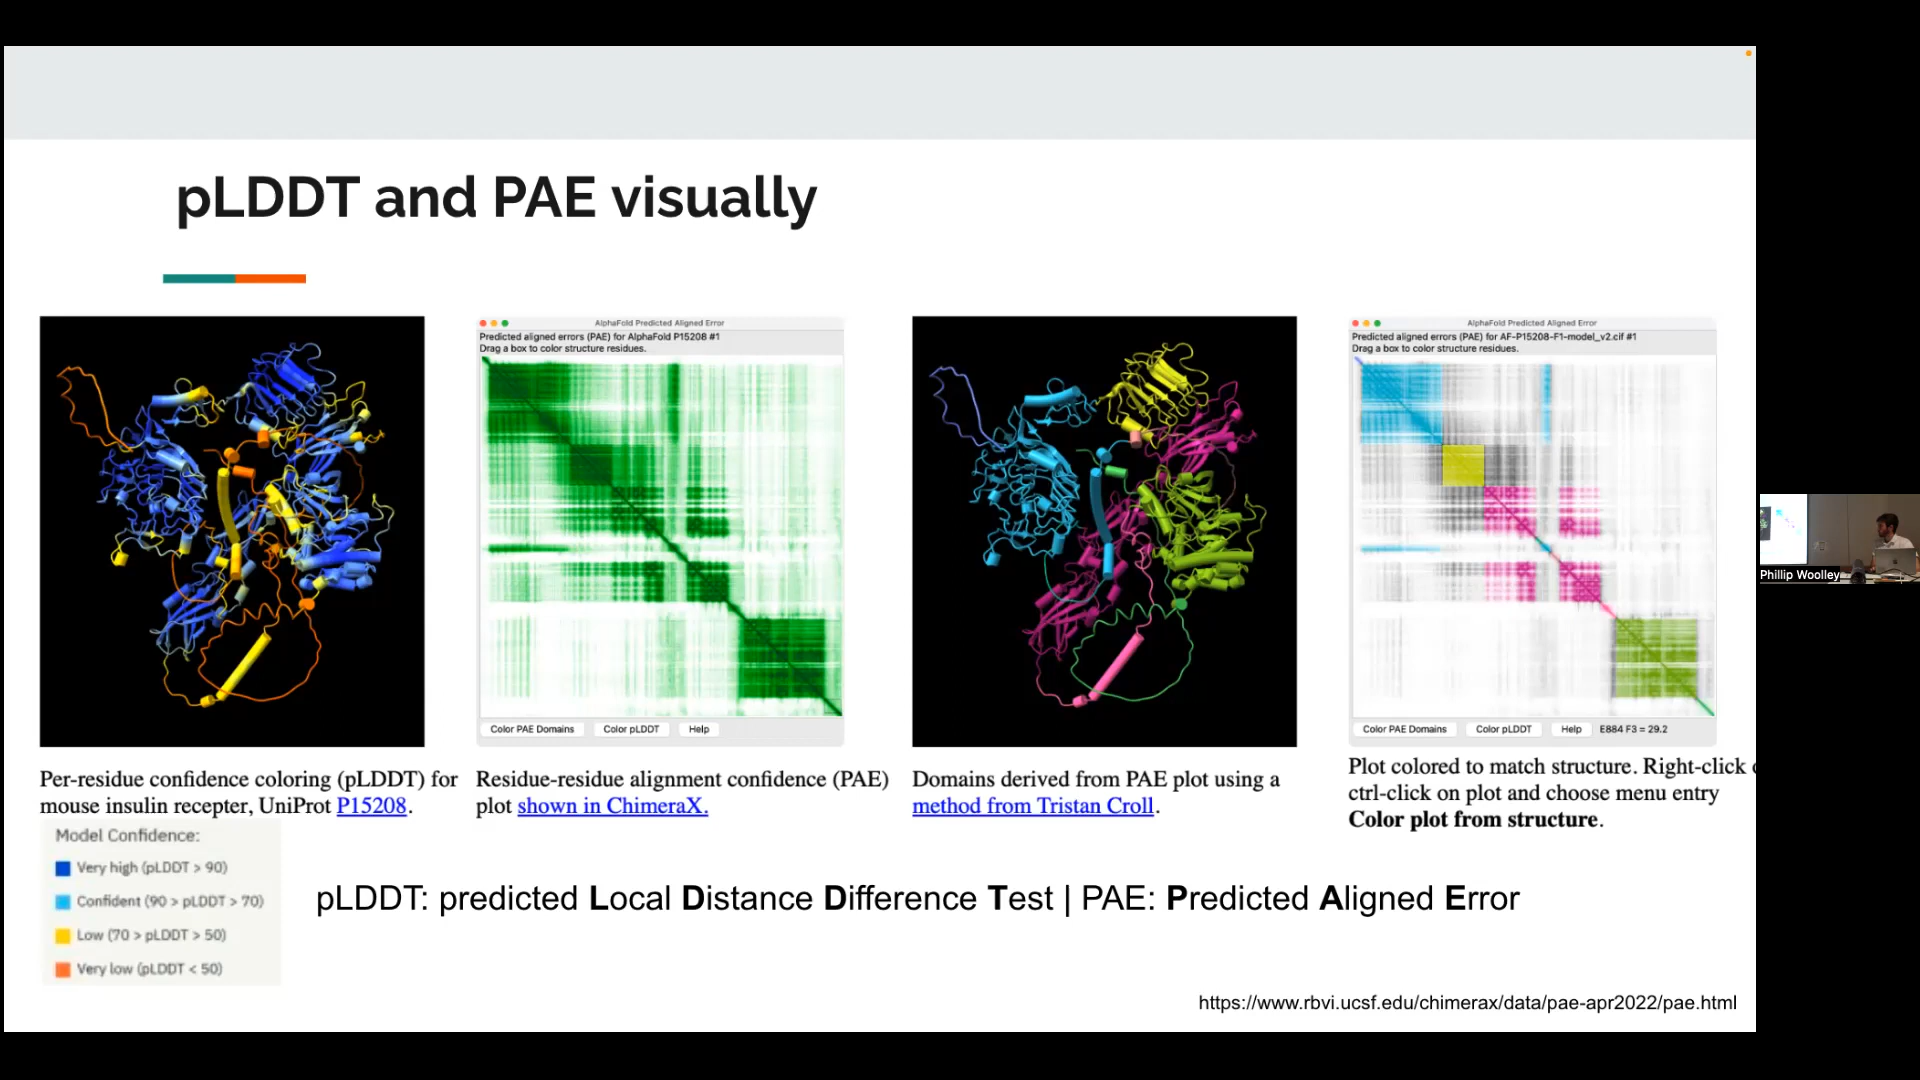 pLDDT and PAE visually
AlphaFold Predicted Aligned Error
Predicted aligned errors (PAE) for AlphaFold P15208 #1
Drag a box to color structure residues.
Color PAE Domains
Color pLDDT
Help
AlphaFold Predicted Aligned Error
Predicted aligned errors (PAE) for AF-P15208-F1-model_v2.cif #1
Drag a box to color structure residues.
Color PAE Domains
Color pLDDT
Help
E884 F3 = 29.2
Per-residue confidence coloring (pLDDT) for
mouse insulin recepter, UniProt P15208.
Residue-residue alignment confidence (PAE)
plot shown in ChimeraX.
Domains derived from PAE plot using a
method from Tristan Croll.
Plot colored to match structure. Right-click
ctrl-click on plot and choose menu entry
Color plot from structure.
Model Confidence:
Very high (pLDDT > 90)
Confident (90 > pLDDT > 70)
Low (70 > pLDDT > 50)
Very low (pLDDT < 50)
pLDDT: predicted Local Distance Difference Test | PAE: Predicted Aligned Error
https://www.rbvi.ucsf.edu/chimerax/data/pae-apr2022/pae.html
Phillip Woolley